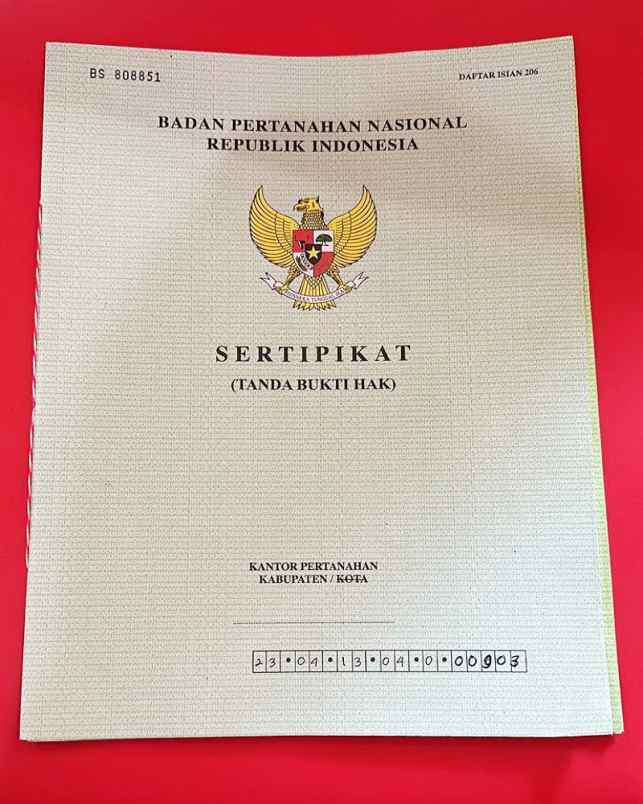 BS 808851
DAFTAR ISIAN 206
BADAN PERTANAHAN NASIONAL
REPUBLIK INDONESIA
SERTIPIKAT
(TANDA BUKTI HAK)
KANTOR PERTANAHAN
KABUPATEN / KOTA
23•04•13•04•0•00903